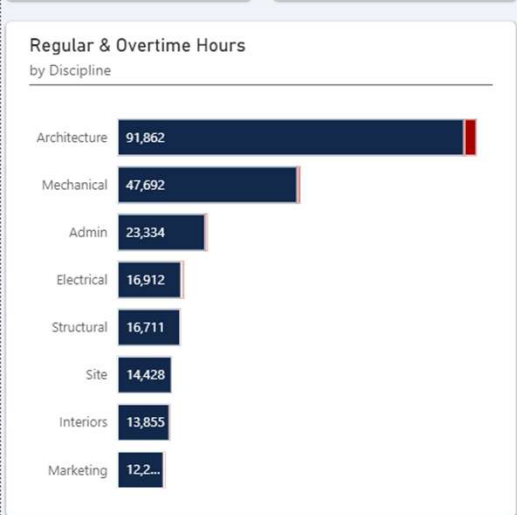 Regular & Overtime Hours
by Discipline
Architecture 91,862
Mechanical 47,692
Admin 23,334
Electrical 16,912
Structural 16,711
Site 14,428
Interiors 13,855
Marketing 12,2...